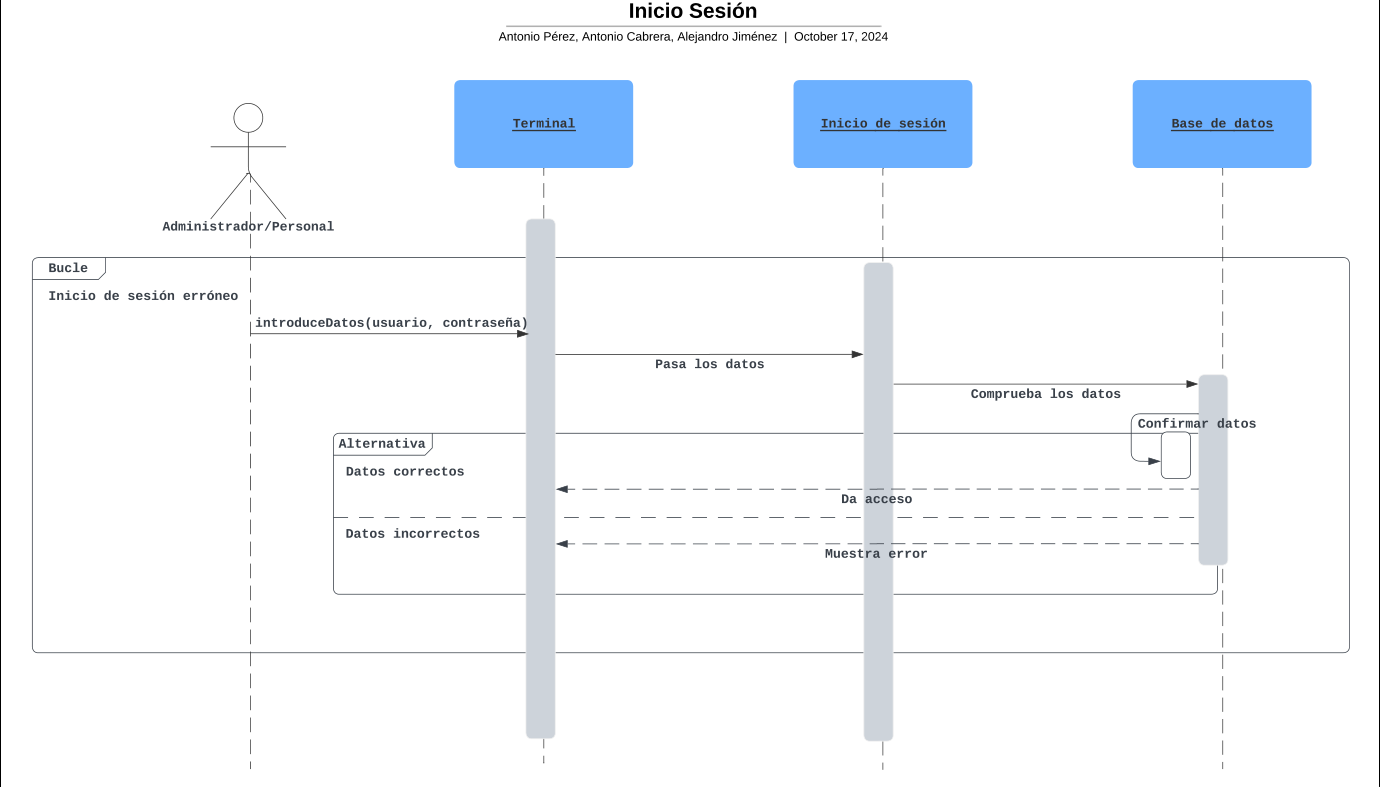 Inicio Sesión
Antonio Pérez, Antonio Cabrera, Alejandro Jiménez | October 17, 2024
Terminal
Inicio de sesión
Base de datos
Administrador/Personal
Bucle
Inicio de sesión erróneo
introduceDatos(usuario, contraseña)
Pasa los datos
Comprueba los datos
Confirmar datos
Alternativa
Datos correctos
Da acceso
Datos incorrectos
Muestra error